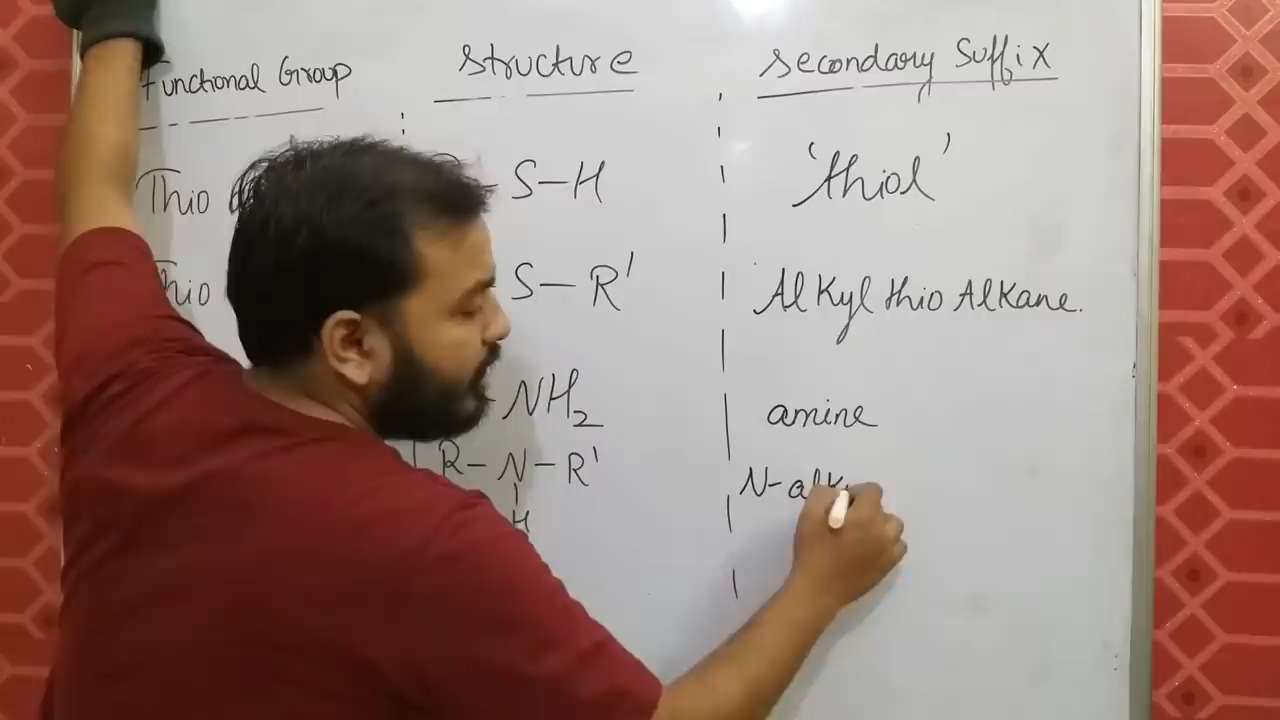 Functional Group Structure Secondary Suffix
Thio S-H 'thiol'
Thio S-R' Alkyl thio Alkane.
NH2 amine
R-N-R' N-alk
H